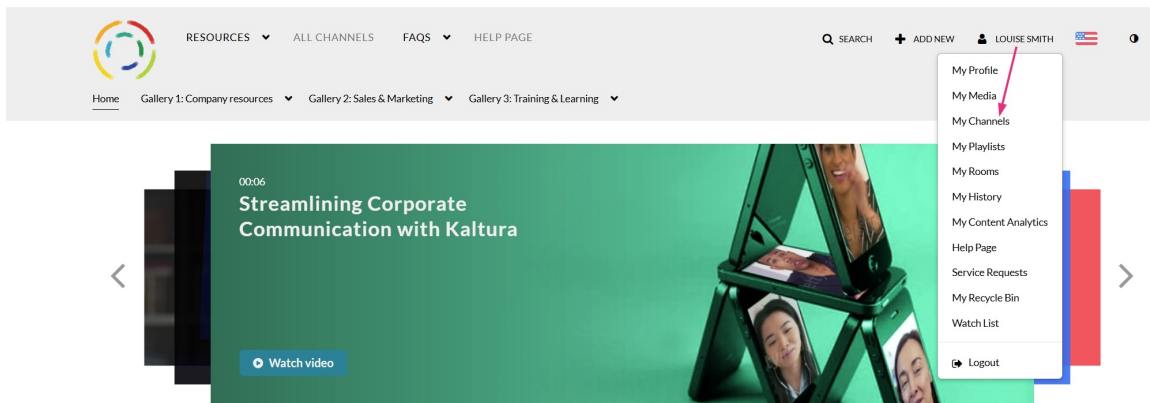 RESOURCES ALL CHANNELS FAQS HELP PAGE SEARCH ADD NEW LOUISE SMITH
Home Gallery 1: Company resources Gallery 2: Sales & Marketing Gallery 3: Training & Learning
My Profile
My Media
My Channels
My Playlists
My Rooms
My History
My Content Analytics
Help Page
Service Requests
My Recycle Bin
Watch List
Logout
00:06
Streamlining Corporate
Communication with Kaltura
Watch video